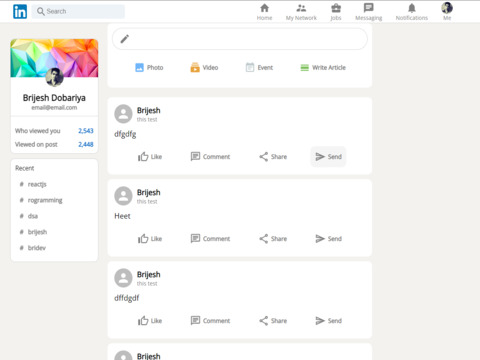 in
Search
Home
My Network
Jobs
Messaging
Notifications
Me
Brijesh Dobariya
email@email.com
Who viewed you 2,543
Viewed on post 2,448
Recent
# reactjs
# rogramming
# dsa
# brijesh
# bridev
Photo Video Event Write Article
Brijesh
this test
dfgdfg
Like Comment Share Send
Brijesh
this test
Heet
Like Comment Share Send
Brijesh
this test
dffdgdf
Like Comment Share Send
Brijesh